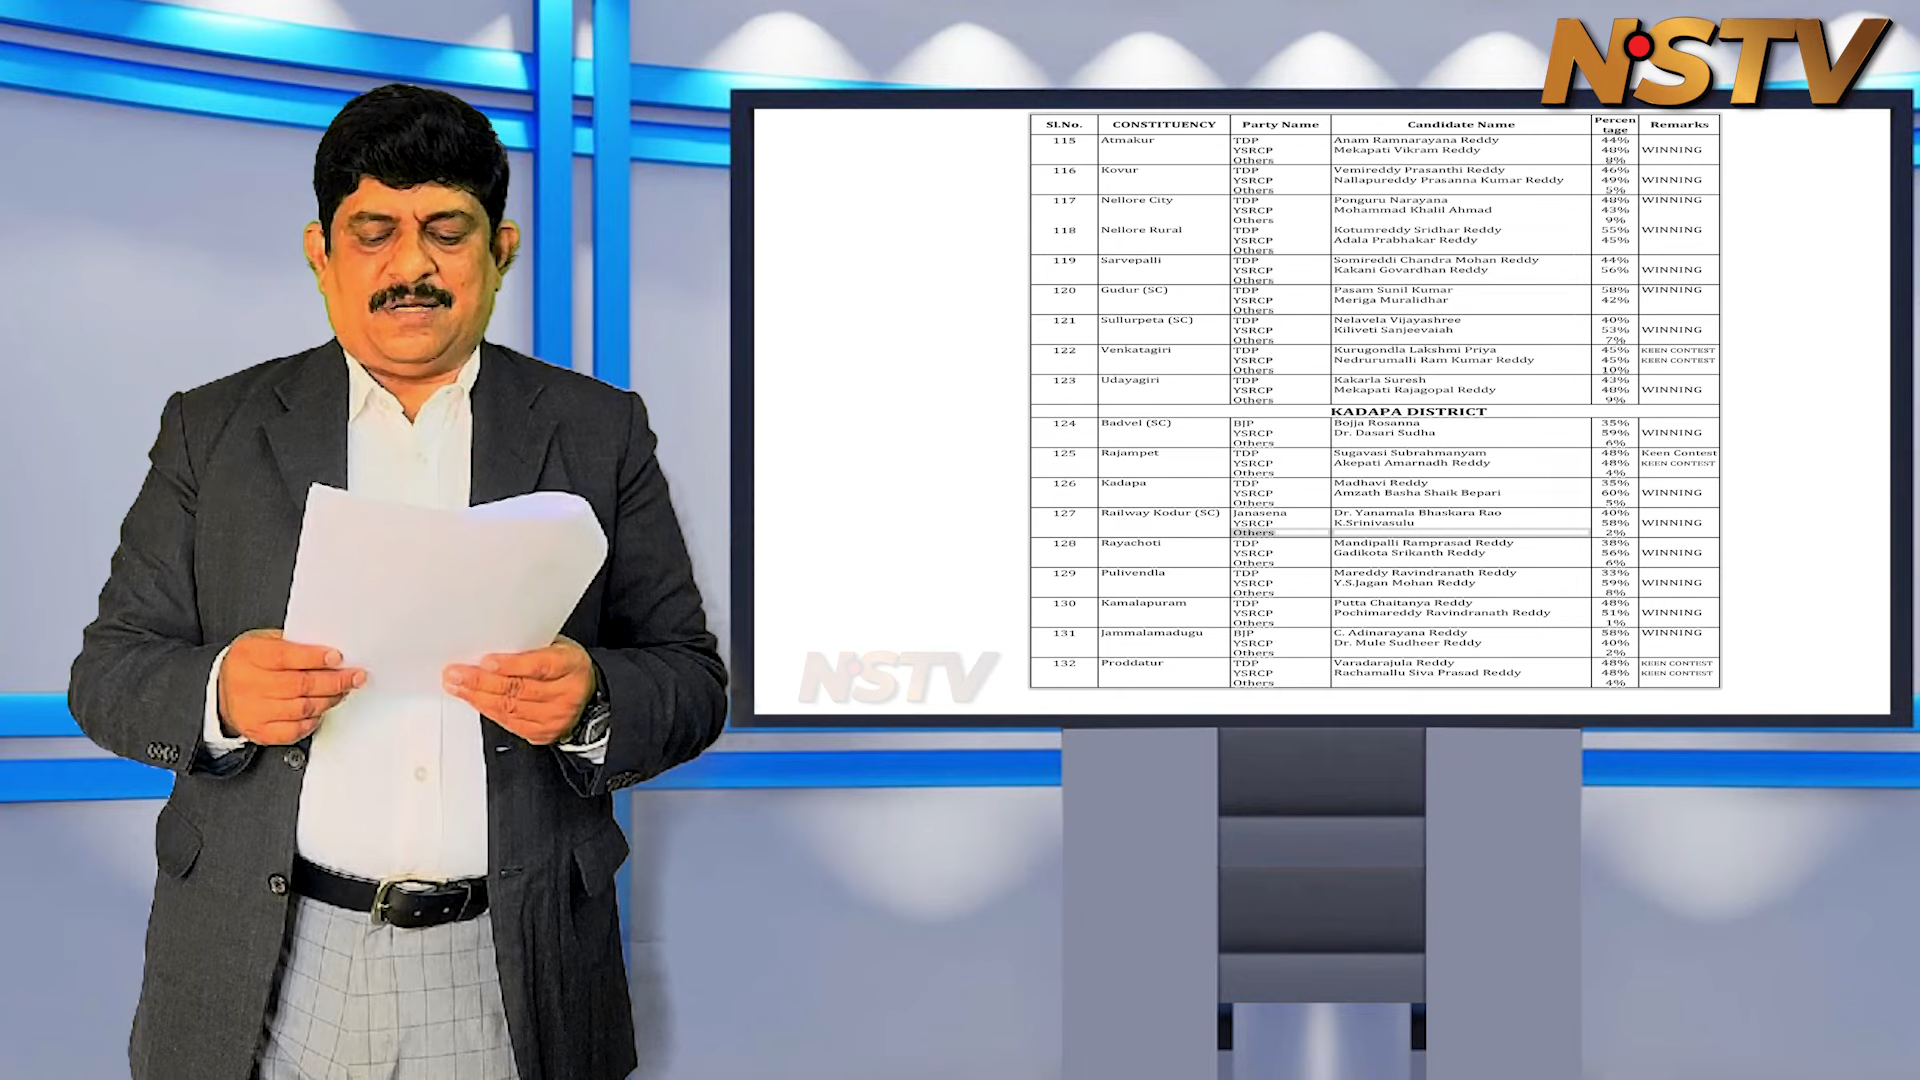 NSTV
Sl.No. CONSTITUENCY Party Name Candidate Name Percen tage Remarks
115 Atmakur TDP Anam Ramnarayana Reddy 44%
YSRCP Mekapati Vikram Reddy 48% WINNING
Others 8%
116 Kovur TDP Vemireddy Prasanthi Reddy 46%
YSRCP Nallapureddy Prasanna Kumar Reddy 49% WINNING
Others 5%
117 Nellore City TDP Ponguru Narayana 48% WINNING
YSRCP Mohammad Khalil Ahmad 43%
Others 9%
118 Nellore Rural TDP Kotumreddy Sridhar Reddy 55% WINNING
YSRCP Adala Prabhakar Reddy 45%
Others
119 Sarvepalli TDP Somireddi Chandra Mohan Reddy 44%
YSRCP Kakani Govardhan Reddy 56% WINNING
Others
120 Gudur (SC) TDP Pasam Sunil Kumar 58% WINNING
YSRCP Meriga Muralidhar 42%
Others
121 Sullurpeta (SC) TDP Nelavela Vijayashree 40%
YSRCP Kiliveti Sanjeevaiah 53% WINNING
Others 7%
122 Venkatagiri TDP Kurugondla Lakshmi Priya 45% KEEN CONTEST
YSRCP Nedrurumalli Ram Kumar Reddy 45% KEEN CONTEST
Others 10%
123 Udayagiri TDP Kakarla Suresh 43%
YSRCP Mekapati Rajagopal Reddy 48% WINNING
Others 9%
KADAPA DISTRICT
124 Badvel (SC) BJP Bojja Rosanna 35%
YSRCP Dr. Dasari Sudha 59% WINNING
Others 6%
125 Rajampet TDP Sugavasi Subrahmanyam 48% Keen Contest
YSRCP Akepati Amarnadh Reddy 48% KEEN CONTEST
Others 4%
126 Kadapa TDP Madhavi Reddy 35%
YSRCP Amzath Basha Shaik Bepari 60% WINNING
Others 5%
127 Railway Kodur (SC) Janasena Dr. Yanamala Bhaskara Rao 40%
YSRCP K.Srinivasulu 58% WINNING
Others 2%
128 Rayachoti TDP Mandipalli Ramprasad Reddy 38%
YSRCP Gadikota Srikanth Reddy 56% WINNING
Others 6%
129 Pulivendla TDP Mareddy Ravindranath Reddy 33%
YSRCP Y.S.Jagan Mohan Reddy 59% WINNING
Others 8%
130 Kamalapuram TDP Putta Chaitanya Reddy 48%
YSRCP Pochimareddy Ravindranath Reddy 51% WINNING
Others 1%
131 Jammalamadugu BJP C. Adinarayana Reddy 58% WINNING
YSRCP Dr. Mule Sudheer Reddy 40%
Others 2%
132 Proddatur TDP Varadarajula Reddy 48% KEEN CONTEST
YSRCP Rachamallu Siva Prasad Reddy 48% KEEN CONTEST
Others 4%
NSTV